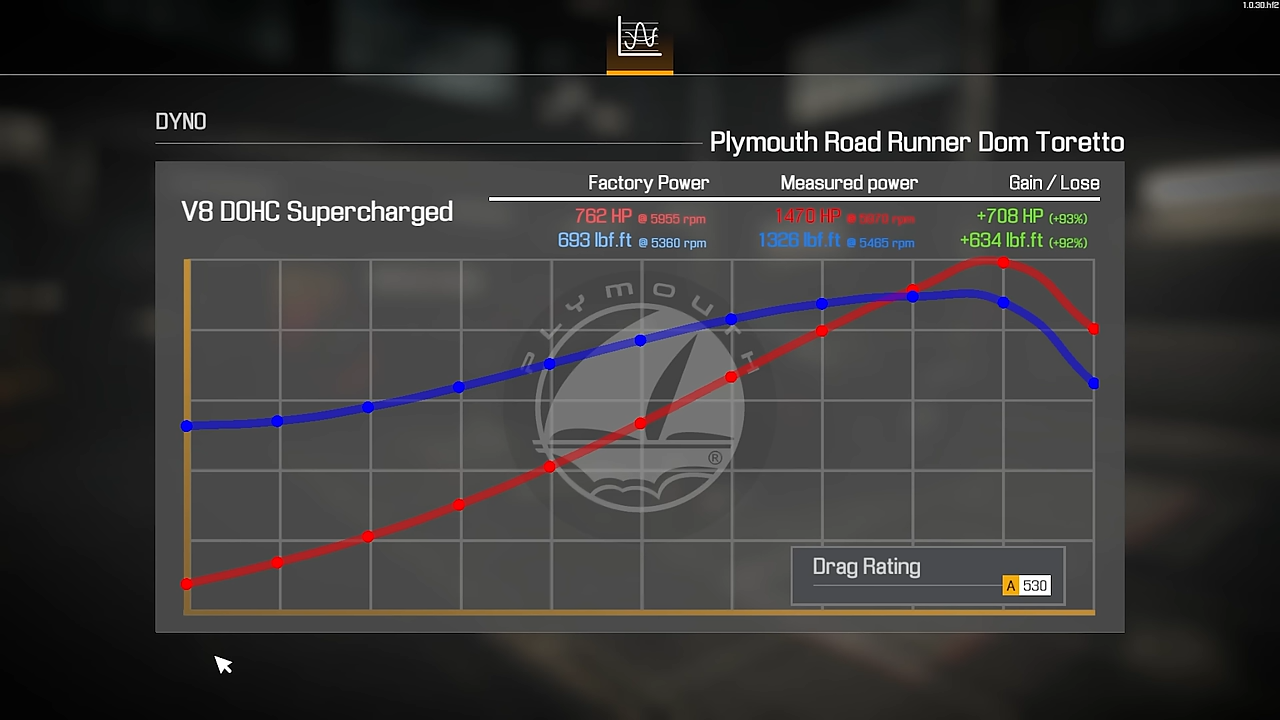 1.0.30.hf2
DYNO
Plymouth Road Runner Dom Toretto
Factory Power Measured power Gain / Lose
V8 DOHC Supercharged
762 HP @ 5955 rpm 1470 HP @ rpm +708 HP (+93%)
693 lbf.ft @ 5360 rpm 1326 lbf.ft @ 5465 rpm +634 lbf.ft (+92%)
PLYMOUTH
®
Drag Rating
A 530